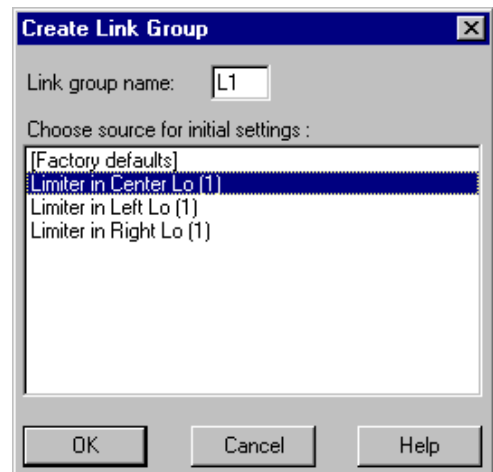 Create Link Group
Link group name: L1
Choose source for initial settings :
[Factory defaults]
Limiter in Center Lo (1)
Limiter in Left Lo (1)
Limiter in Right Lo (1)
OK Cancel Help